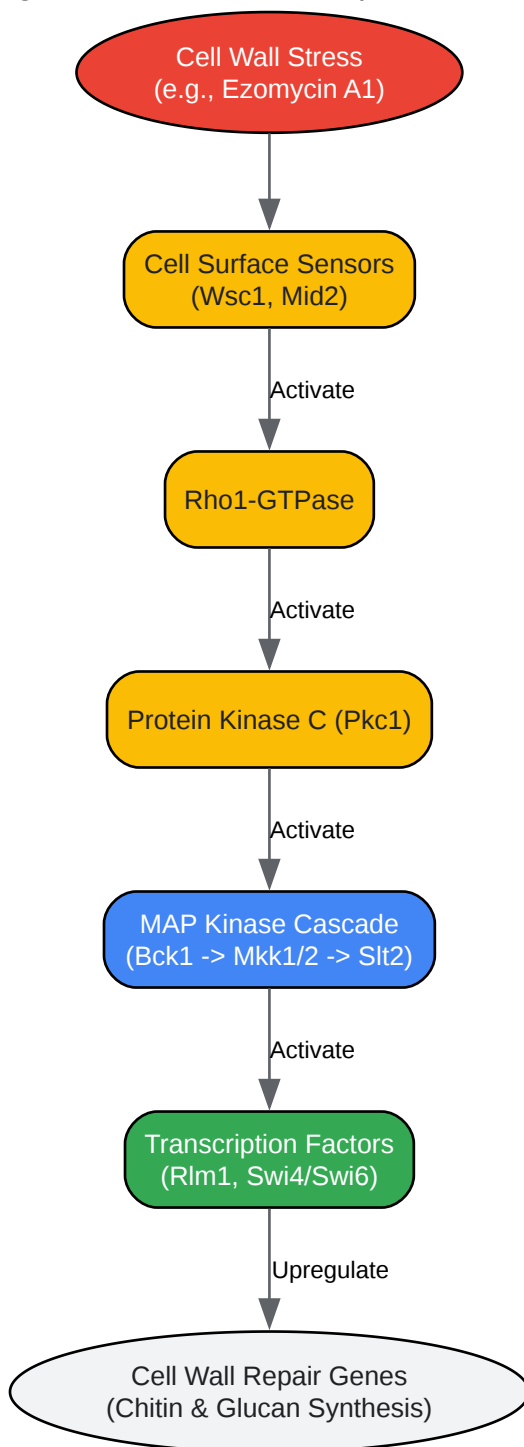 Cell Wall Stress
(e.g., Ezomycin A1)
Cell Surface Sensors
(Wsc1, Mid2)
Activate
Rho1-GTPase
Activate
Protein Kinase C (Pkc1)
Activate
MAP Kinase Cascade
(Bck1 -> Mkk1/2 -> Slt2)
Activate
Transcription Factors
(Rlm1, Swi4/Swi6)
Upregulate
Cell Wall Repair Genes
(Chitin & Glucan Synthesis)